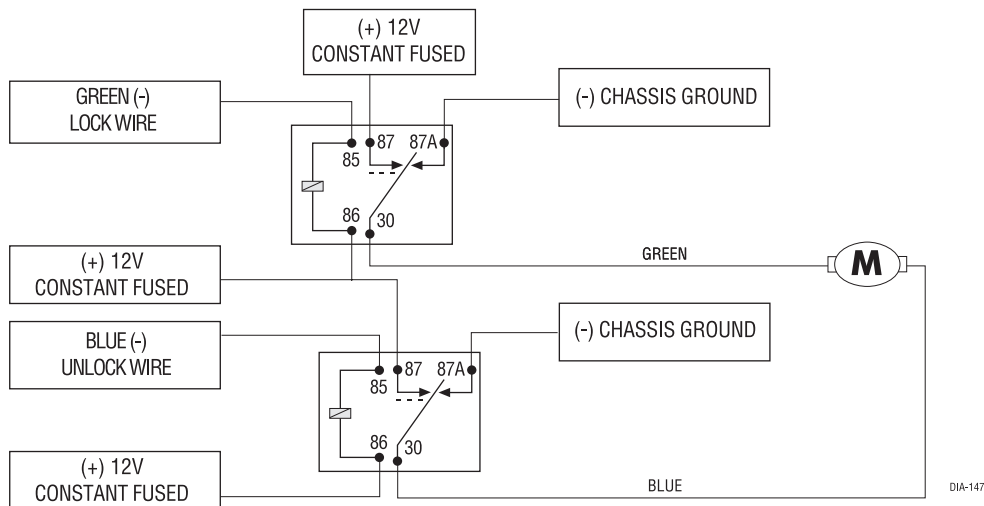 (+) 12V
CONSTANT FUSED
GREEN (-)
LOCK WIRE
(-) CHASSIS GROUND
85
87
87A
86
30
GREEN
M
(+) 12V
CONSTANT FUSED
BLUE (-)
UNLOCK WIRE
(-) CHASSIS GROUND
85
87
87A
86
30
(+) 12V
CONSTANT FUSED
BLUE
DIA-147